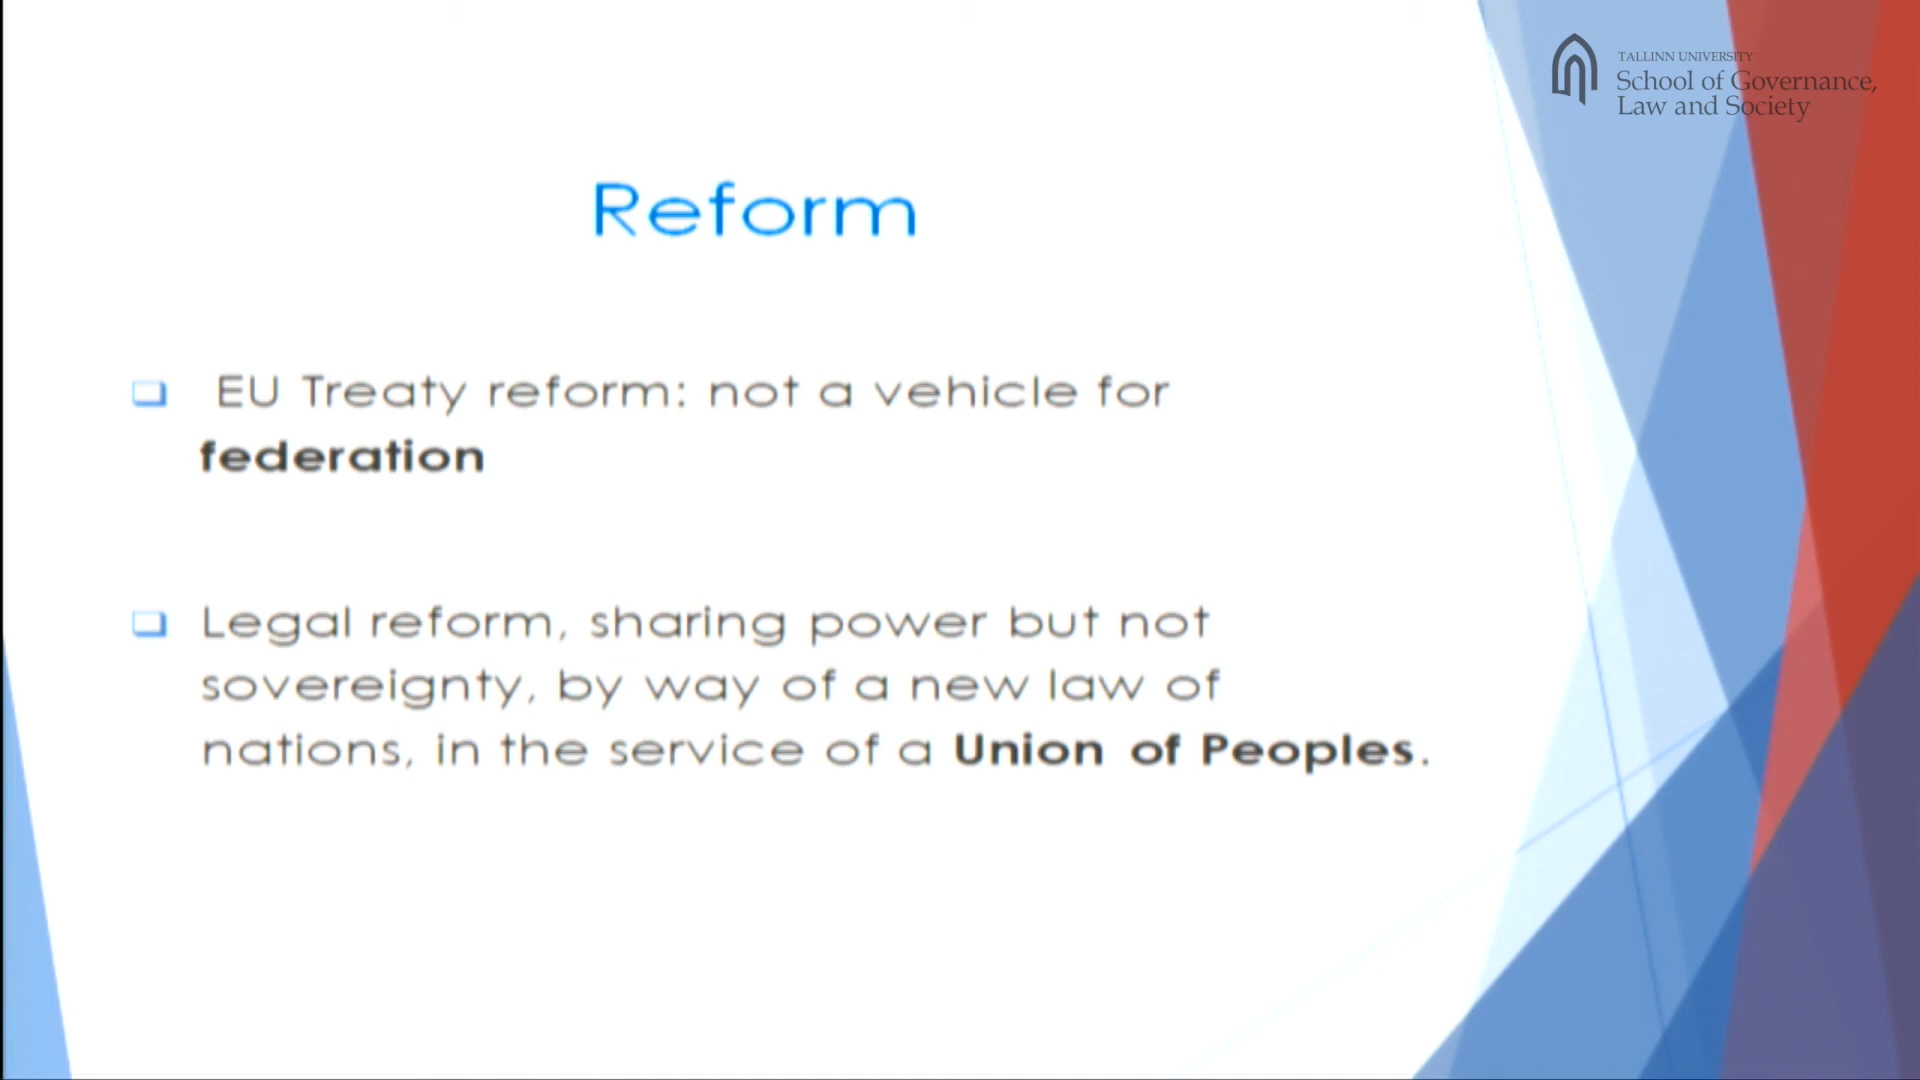 TALLINN UNIVERSITY
School of Governance,
Law and Society
Reform
EU Treaty reform: not a vehicle for
federation
Legal reform, sharing power but not
sovereignty, by way of a new law of
nations, in the service of a Union of Peoples.